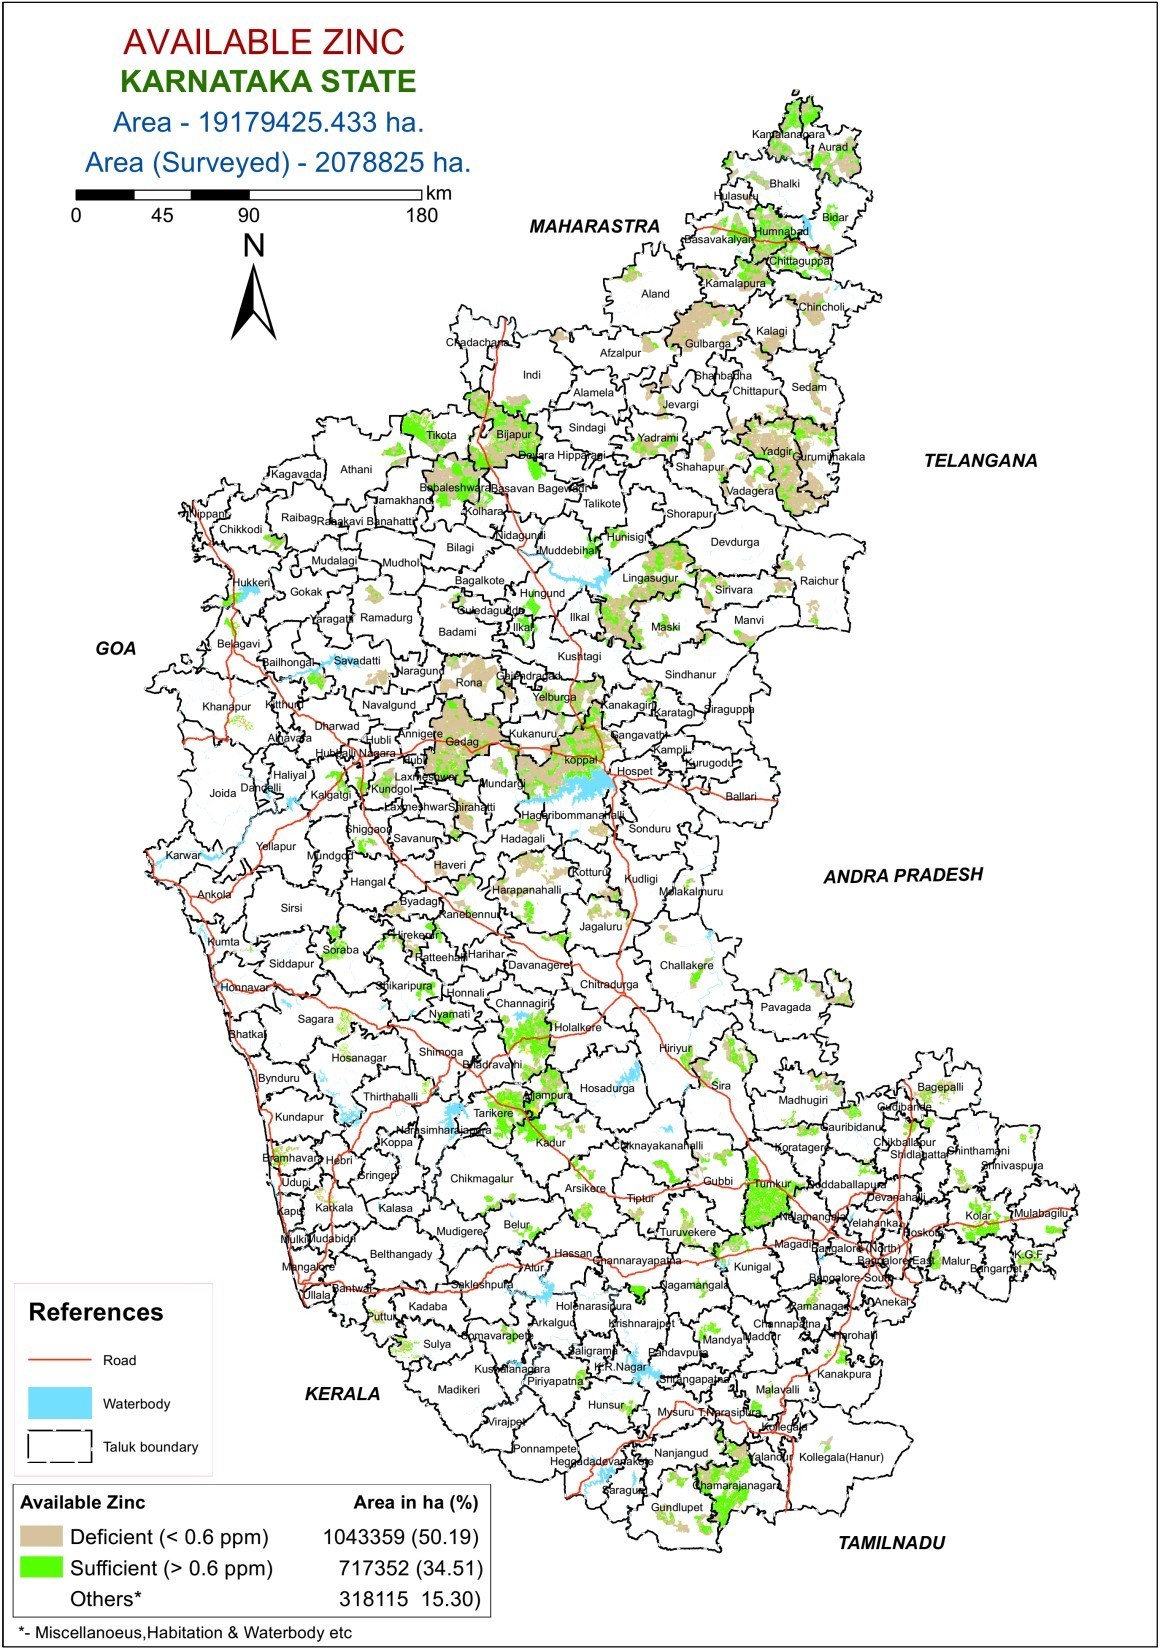 AVAILABLE ZINC
KARNATAKA STATE
Area - 19179425.433 ha.
Area (Surveyed) - 2078825 ha.
km
0 45 90 180
N
MAHARASTRA
Kamalanagara
Aurad
Bhalki
Hulasuru
Bidar
Humnabad
Basavakalyan
Chittaguppa
Kamalapura
Aland
Chincholi
Kalagi
Gulbarga
Chadachana
Afzalpur
Indi
Shahbadha
Chittapur
Sedam
Alamela
Jevargi
Sindagi
Tikota
Bijapur
Yadrami
Devara Hipparagi
Yadgir
Gurumithakala
TELANGANA
Kagavada
Athani
Shahapur
Babaleshwara
Basavan Bagewadi
Vadagera
Jamakhand
Talikote
Kolhara
Shorapur
Nippani
Chikkodi
Raibag
Rabakavi Banahatti
Nidagundi
Hunisigi
Devdurga
Bilagi
Muddebihal
Mudalagi
Mudhol
Lingasugur
Raichur
Hukkeri
Gokak
Bagalkote
Hungund
Sirivara
Yaragatti
Ramadurg
Guledagudda
Ilkal
Ilkal
Badami
Maski
Manvi
GOA
Belagavi
Bailhongal
Savadatti
Kushtagi
Naragund
Rona
Gajendragad
Sindhanur
Khanapur
Kitthur
Navalgund
Yelburga
Kanakagiri
Karatagi
Siraguppa
Dharwad
Alnavara
Annigere
Hubli
Gadag
Kukanuru
Gangavathi
Hubballi Nagara
Hubli
koppal
Kampli
Kurugodu
Haliyal
Dandelli
Joida
Kalgatgi
Kundgol
Laxmeshwar
Mundargi
Hospet
Ballari
Laxmeshwar
Shirahatti
Hagaribommanahalli
Sonduru
Shiggaon
Savanur
Hadagali
Yellapur
Mundgod
Karwar
Haveri
Kotturu
Kudligi
Hangal
Molakalmuru
ANDRA PRADESH
Ankola
Harapanahalli
Byadagi
Sirsi
Ranebennur
Jagaluru
Kumta
Hirekerur
Soraba
Ratteehalli
Harihar
Siddapur
Davanagere
Challakere
Honnavar
Shikaripura
Honnali
Chitradurga
Channagiri
Pavagada
Sagara
Nyamati
Bhatkal
Holalkere
Shimoga
Hosanagar
Bhadravathi
Hiriyur
Bynduru
Thirthahalli
Ajjampura
Hosadurga
Sira
Bagepalli
Madhugiri
Gudibande
Kundapur
Tarikere
Narasimharajapura
Gauribidanur
Koppa
Kadur
Chiknayakanahalli
Koratagere
Chikballapur
Shidlagatta
Chinthamani
Srinivaspura
Bramhavara
Hebri
Sringeri
Chikmagalur
Udupi
Arsikere
Tiptur
Gubbi
Tumkur
Doddaballapura
Devanahalli
Kapu
Karkala
Kalasa
Belur
Nelamangala
Yelahanka
Kolar
Mulabagilu
Mudigere
Turuvekere
Hoskote
Mulki
Mudabidri
Magadi
Bangalore (North)
Belthangady
Hassan
Channarayapatna
Bangalore East
Malur
K.G.F
Bangarpet
Mangalore
Alur
Kunigal
Bangalore-South
Ullala
Bantwal
Sakleshpura
Nagamangala
Anekal
Kadaba
Holenarasipura
Ramanagar
Puttur
Arkalgud
Krishnarajpet
Channapatna
Somavarapete
Mandya
Maddur
Harohali
Sulya
Saligrama
Pandavpura
Kushalanagara
K.R.Nagar
Kanakpura
Piriyapatna
Srirangapatna
Malavalli
KERALA
Madikeri
Hunsur
Virajpet
Mysuru
T.Narasipura
Kollegala
Ponnampete
Nanjangud
Heggadadevanakote
Yalandur
Kollegala(Hanur)
Saragur
Chamarajanagara
Gundlupet
TAMILNADU
References
Road
Waterbody
Taluk boundary
Available Zinc Area in ha (%)
Deficient (< 0.6 ppm) 1043359 (50.19)
Sufficient (> 0.6 ppm) 717352 (34.51)
Others* 318115 15.30)
*- Miscellanoeus,Habitation & Waterbody etc